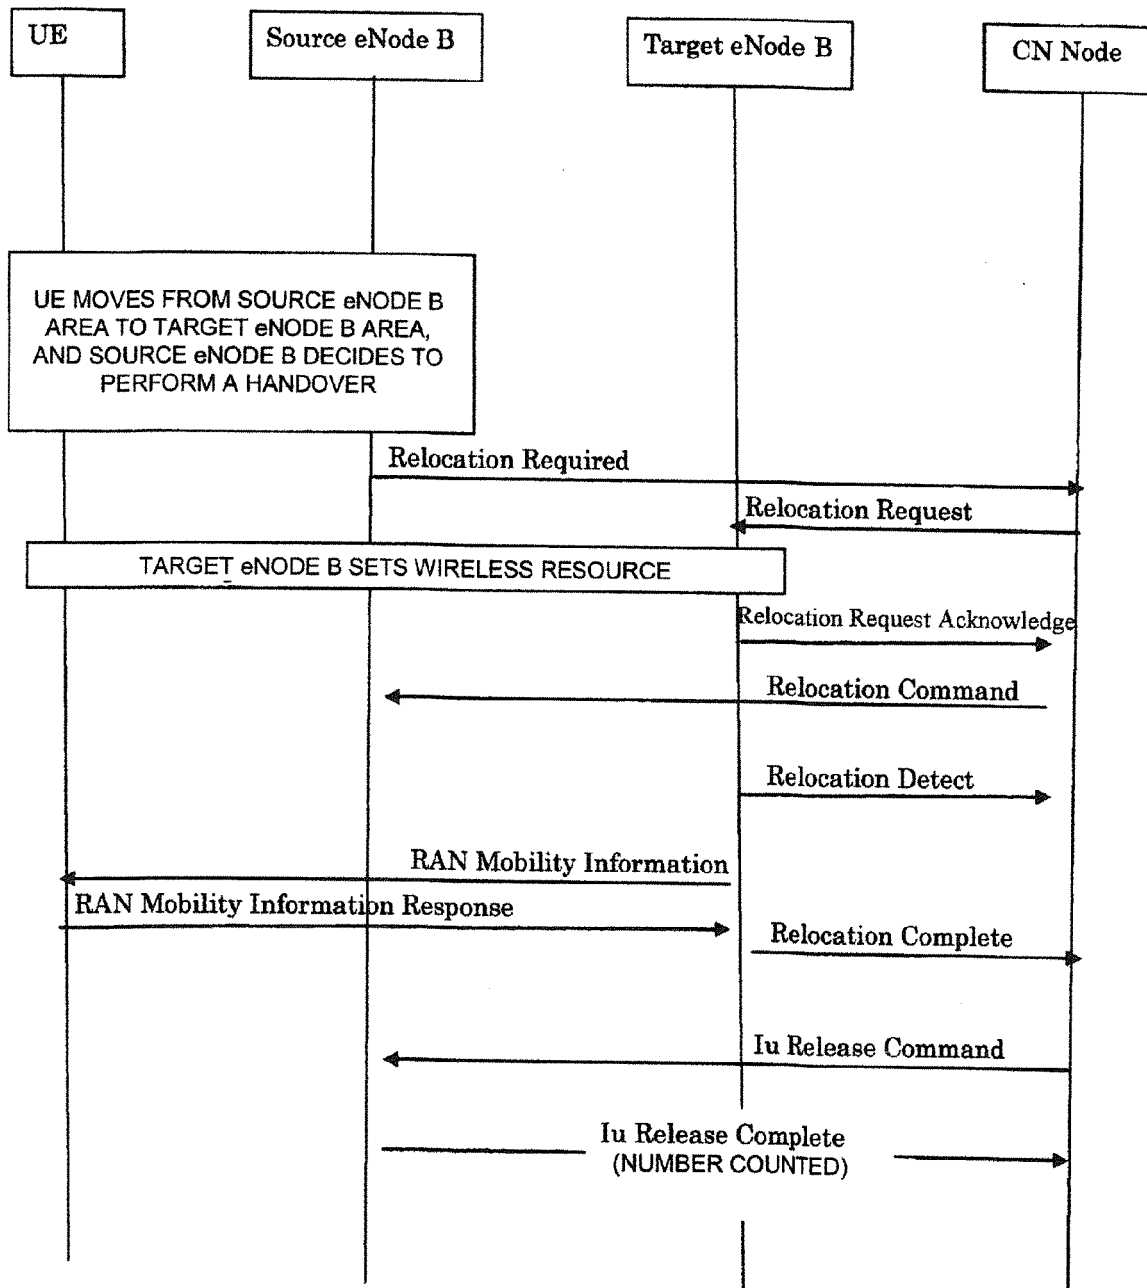 UE
Source eNode B
Target eNode B
CN Node
UE MOVES FROM SOURCE eNODE B
AREA TO TARGET eNODE B AREA,
AND SOURCE eNODE B DECIDES TO
PERFORM A HANDOVER
Relocation Required
Relocation Request
TARGET eNODE B SETS WIRELESS RESOURCE
Relocation Request Acknowledge
Relocation Command
Relocation Detect
RAN Mobility Information
RAN Mobility Information Response
Relocation Complete
Iu Release Command
Iu Release Complete
(NUMBER COUNTED)